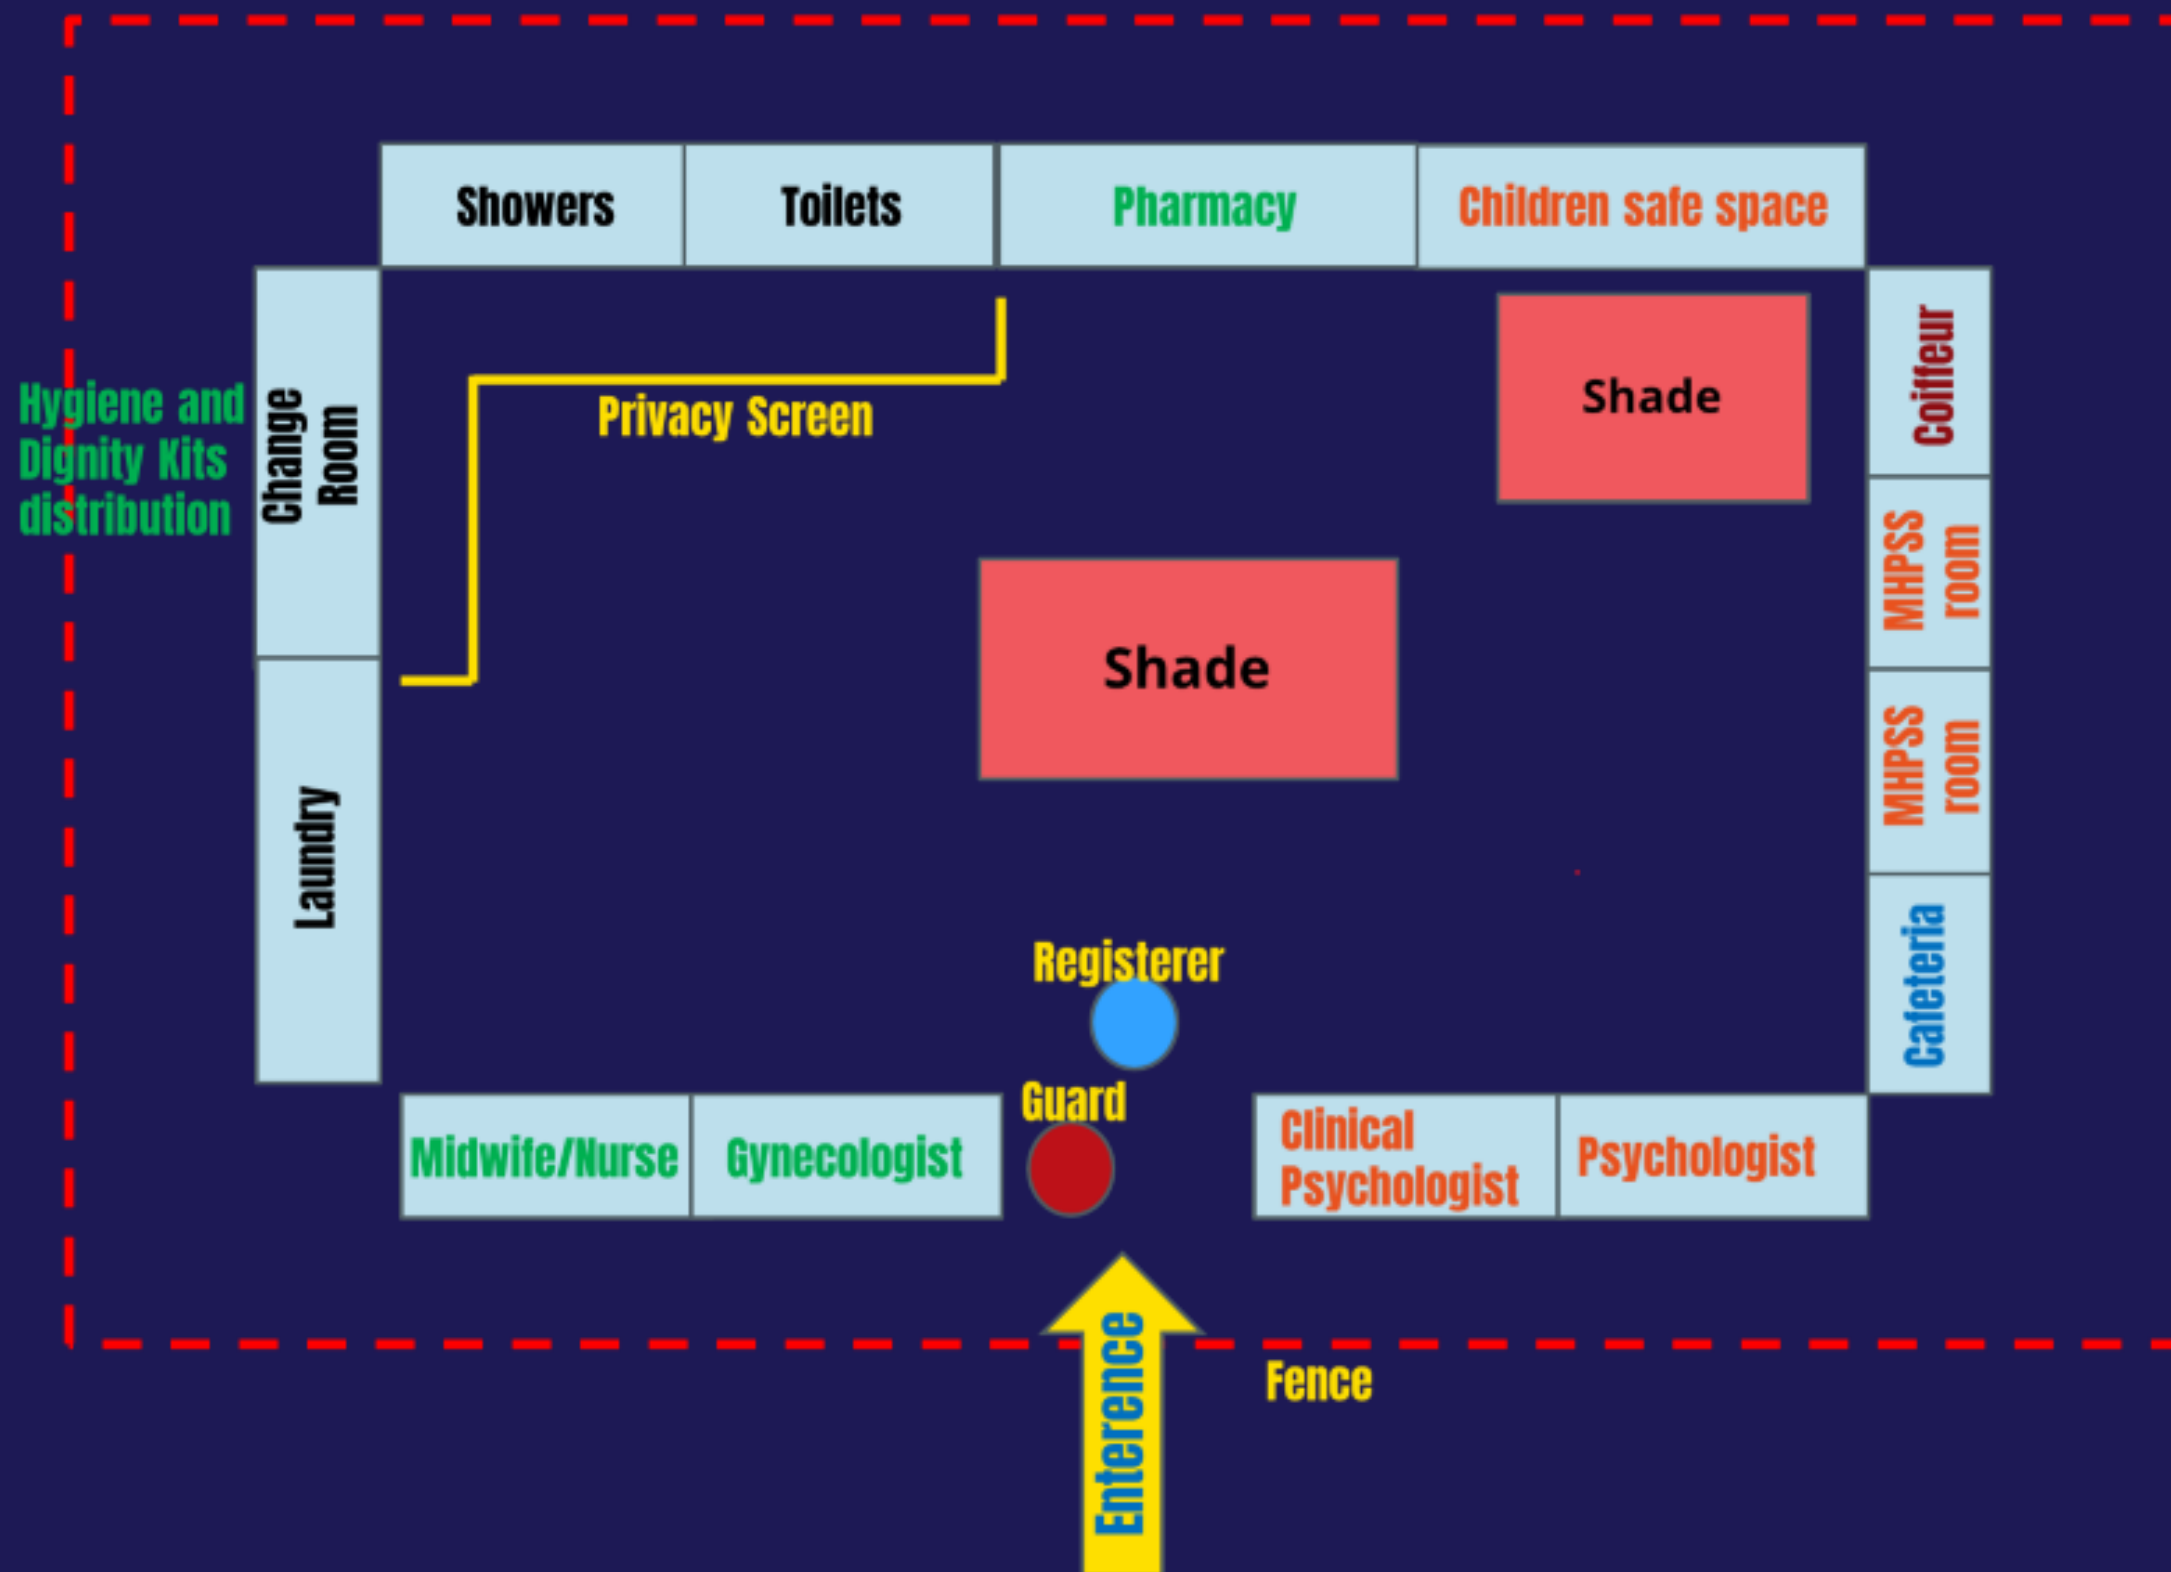 Showers
Toilets
Pharmacy
Children safe space
Hygiene and
Dignity Kits
distribution
Change
Room
Privacy Screen
Shade
Coiffeur
MHPSS
room
Shade
MHPSS
room
Laundry
Cafeteria
Registerer
Guard
Midwife/Nurse
Gynecologist
Clinical
Psychologist
Psychologist
Enterence
Fence